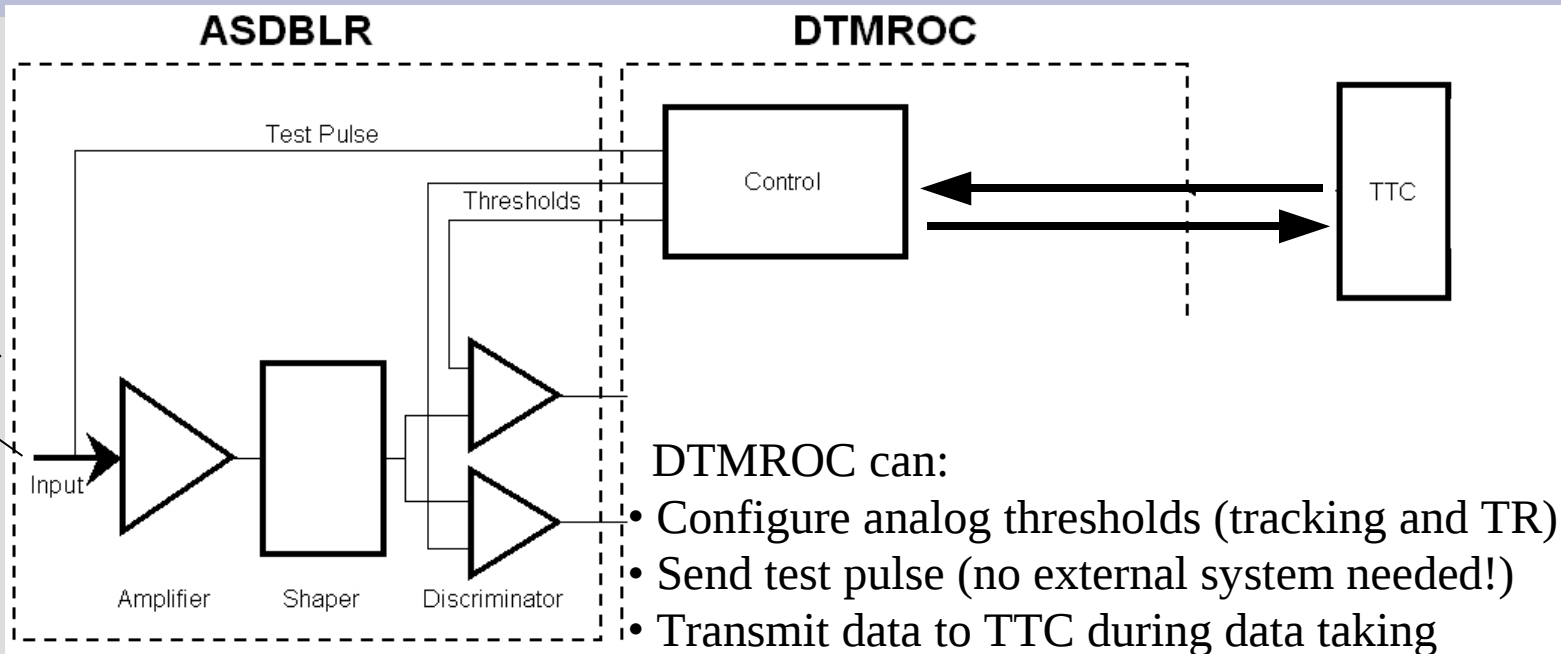 ASDBLR
DTMROC
Test Pulse
Control
TTC
Thresholds
Input
Amplifier
Shaper
Discriminator
DTMROC can:
• Configure analog thresholds (tracking and TR)
• Send test pulse (no external system needed!)
• Transmit data to TTC during data taking